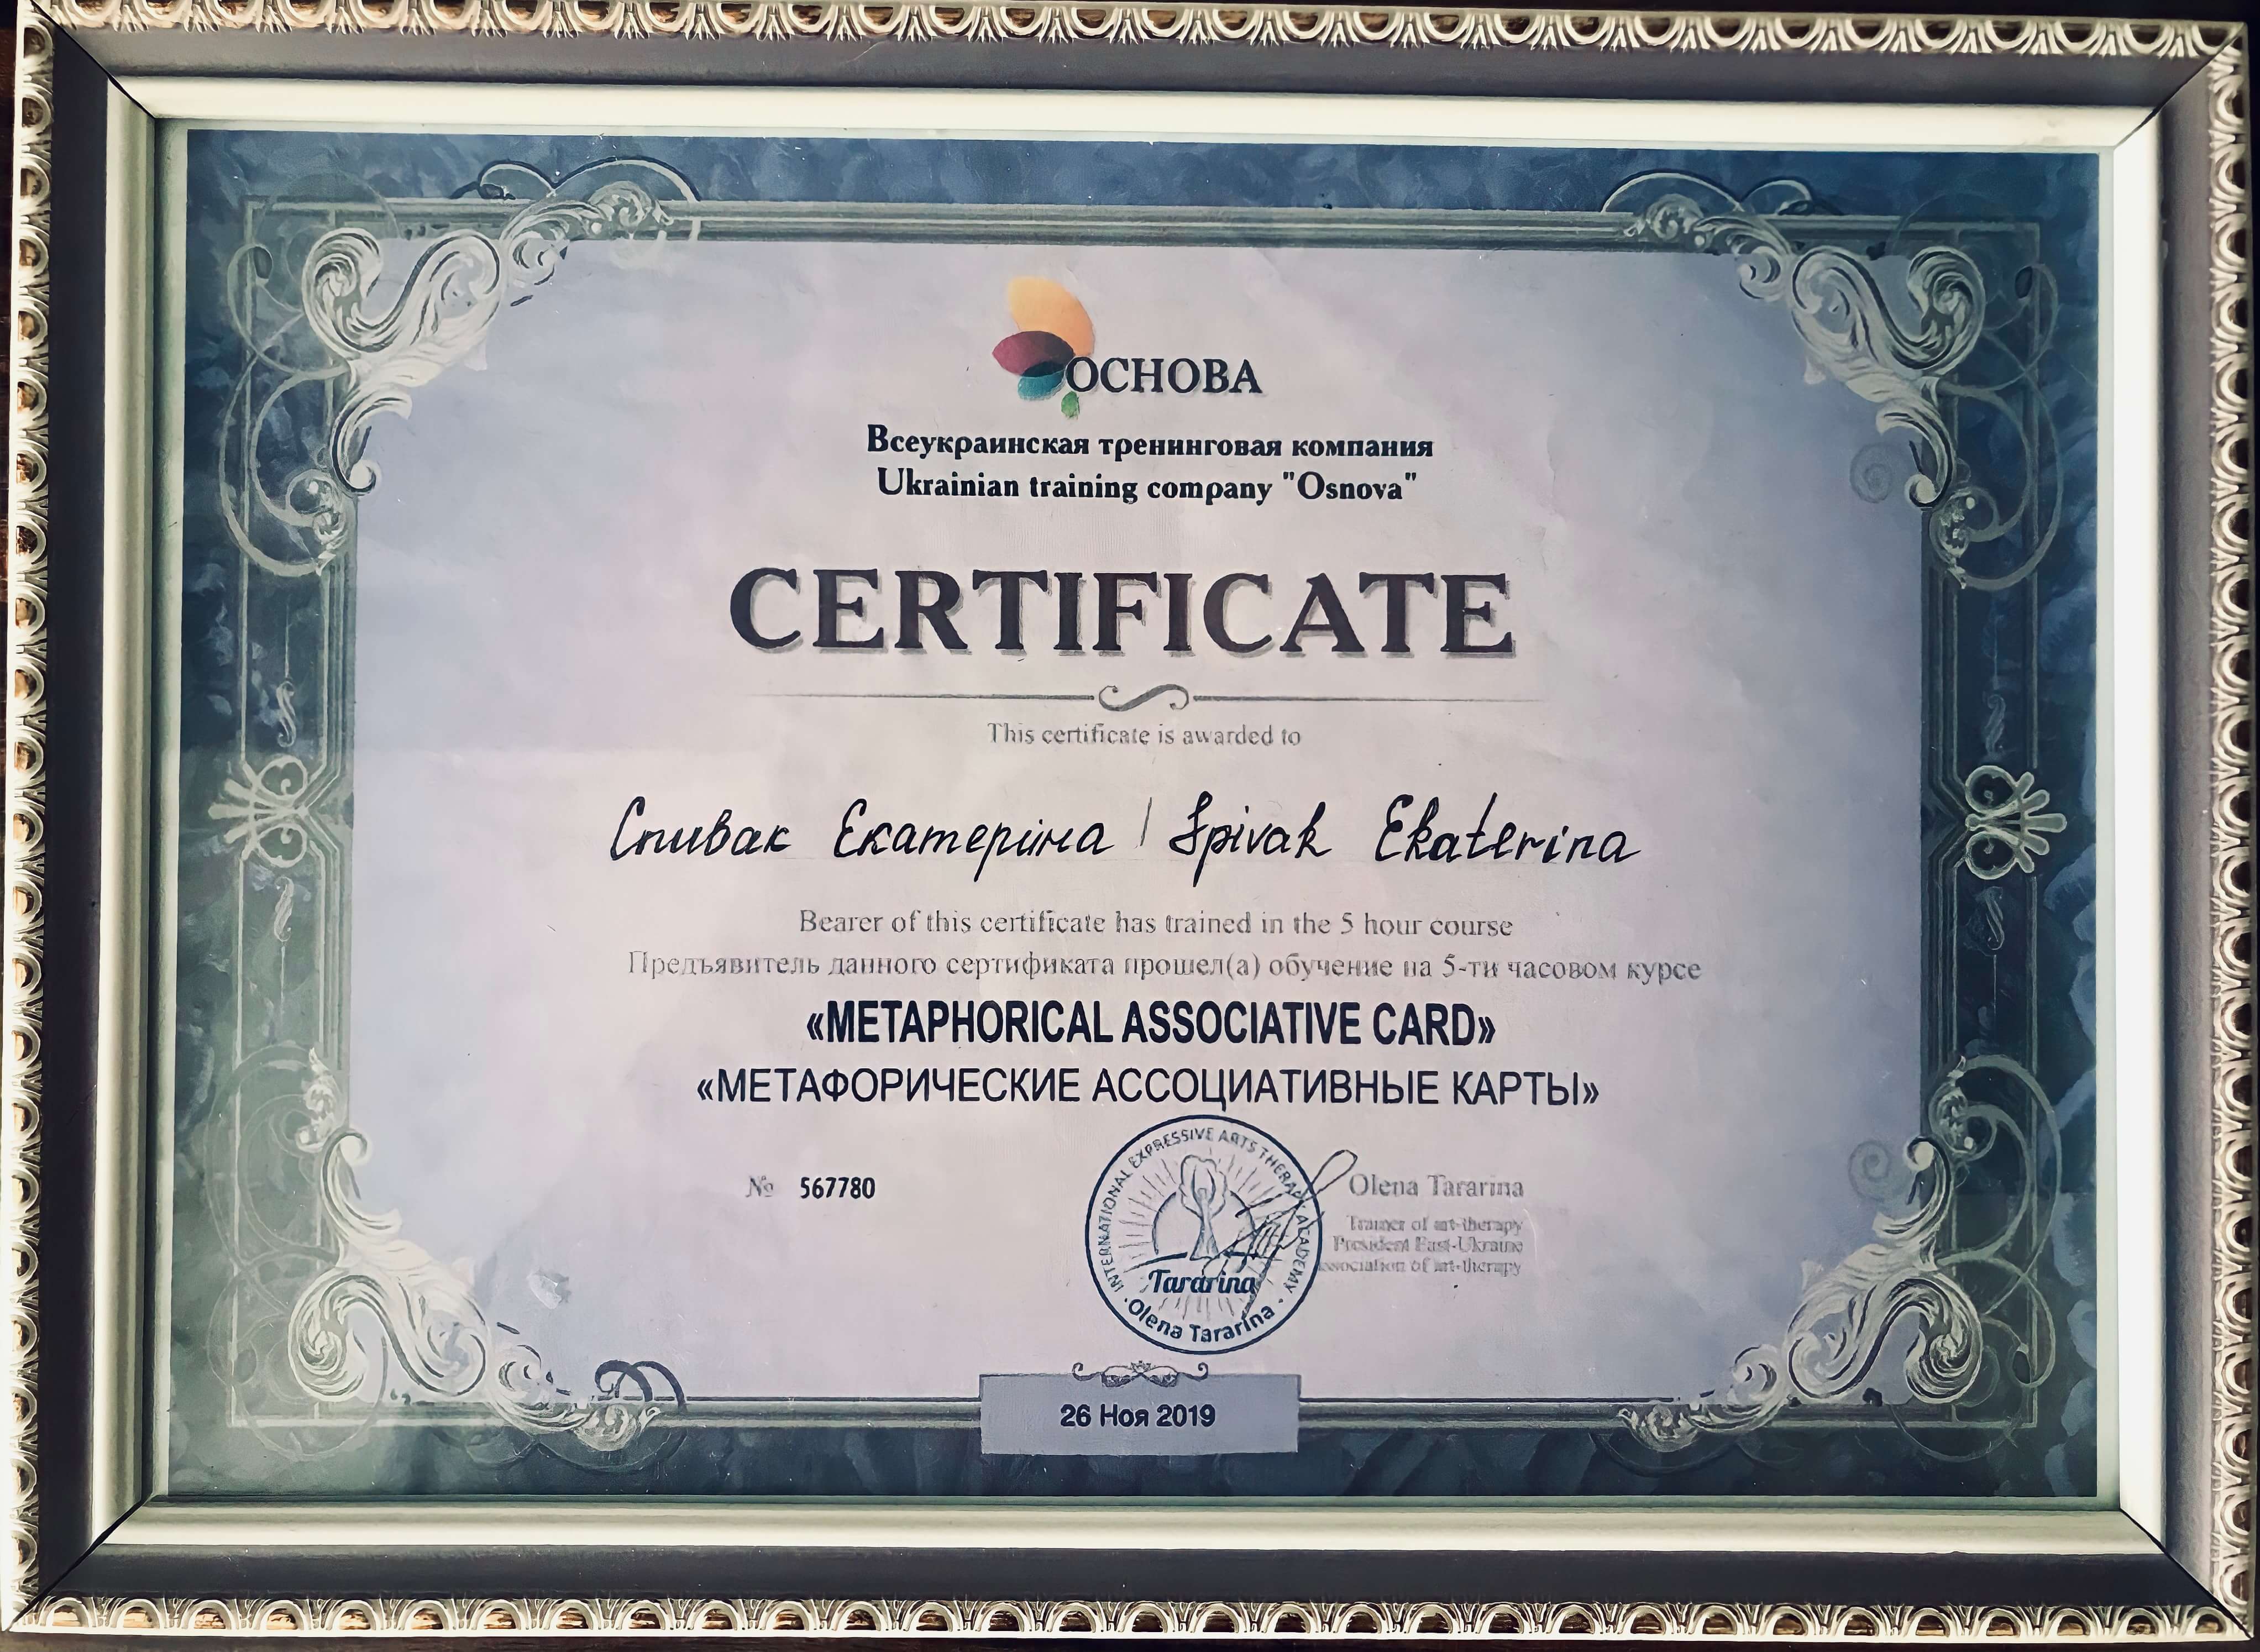 ОСНОВА
Всеукраинская тренинговая компания
Ukrainian training company "Osnova"
CERTIFICATE
This certificate is awarded to
Спивак Екатерина / Spivak Ekaterina
Bearer of this certificate has trained in the 5 hour course
Предъявитель данного сертификата прошел(а) обучение на 5-ти часовом курсе
«METAPHORICAL ASSOCIATIVE CARD»
«МЕТАФОРИЧЕСКИЕ АССОЦИАТИВНЫЕ КАРТЫ»
№ 567780
INTERNATIONAL EXPRESSIVE ARTS THERAPY ACADEMY
Tararina
· Olena Tararina ·
Olena Tararina
Trainer of art-therapy
President East-Ukraine
association of art-therapy
26 Ноя 2019